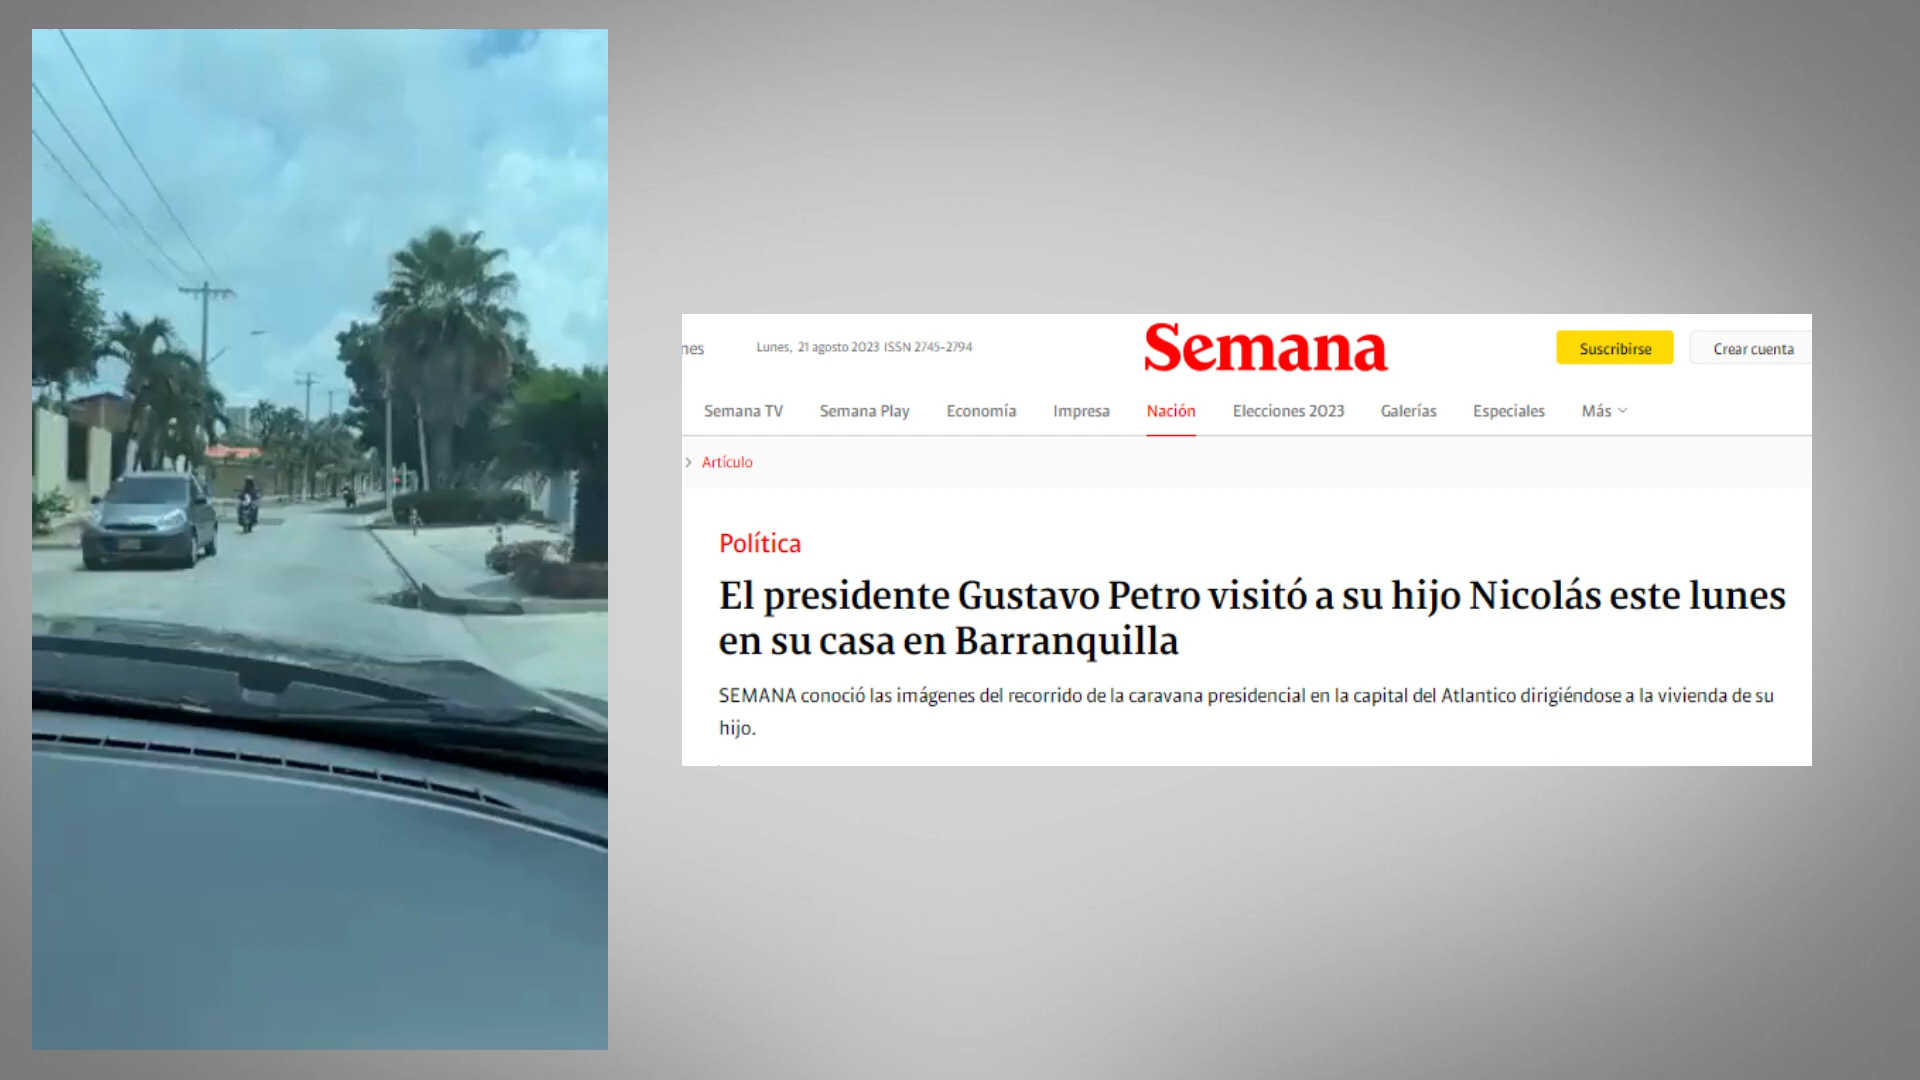 nes
Lunes, 21 agosto 2023 ISSN 2745-2794
Semana
Suscribirse
Crear cuenta
Semana TV
Semana Play
Economía
Impresa
Nación
Elecciones 2023
Galerías
Especiales
Más
> Artículo
Política
El presidente Gustavo Petro visitó a su hijo Nicolás este lunes
en su casa en Barranquilla
SEMANA conoció las imágenes del recorrido de la caravana presidencial en la capital del Atlantico dirigiéndose a la vivienda de su
hijo.